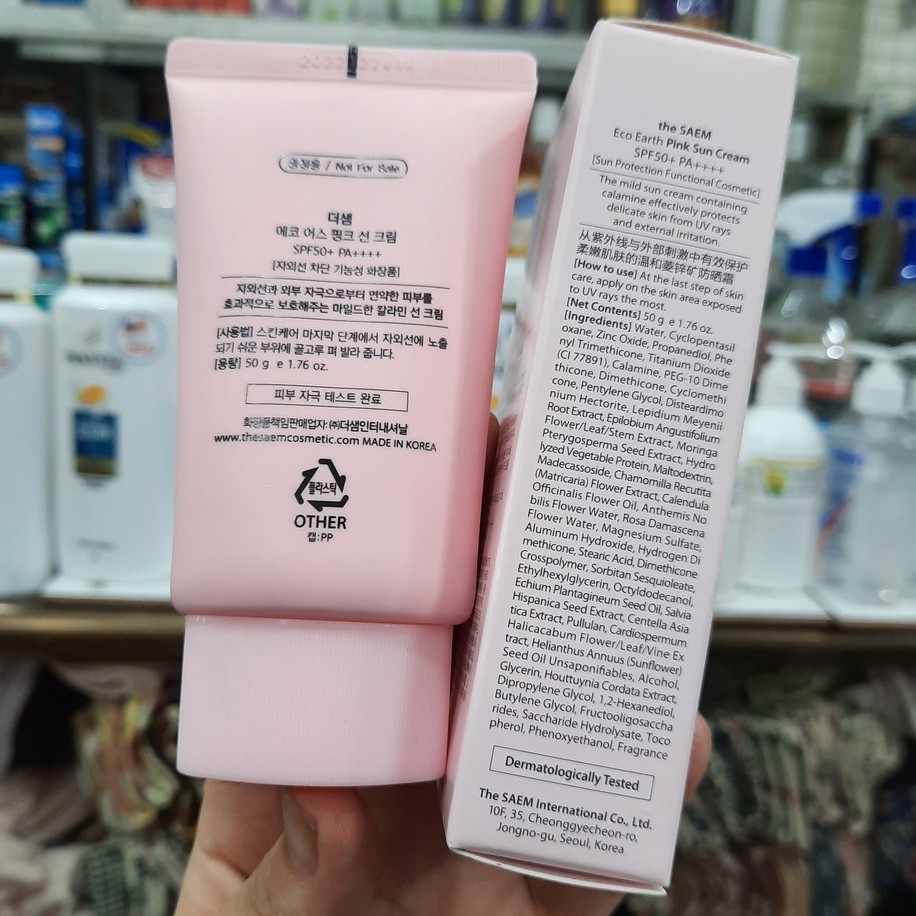 증정용 / Not For Sale
더샘
에코 어스 핑크 선 크림
SPF50+ PA++++
[자외선 차단 기능성 화장품]
자외선과 외부 자극으로부터 연약한 피부를
효과적으로 보호해주는 마일드한 칼라민 선 크림
[사용법] 스킨케어 마지막 단계에서 자외선에 노출
되기 쉬운 부위에 골고루 펴 발라 줍니다.
[용량] 50 g e 1.76 oz.
피부 자극 테스트 완료
화장품책임판매업자:㈜더샘인터내셔날
www.thesaemcosmetic.com MADE IN KOREA
플라스틱
OTHER
캡:PP
the SAEM
Eco Earth Pink Sun Cream
SPF50+ PA++++
[Sun Protection Functional Cosmetic]
The mild sun cream containing
calamine effectively protects
delicate skin from UV rays
and external irritation.
从紫外线与外部刺激中有效保护
柔嫩肌肤的温和菱锌矿防晒霜
[How to use] At the last step of skin
care, apply on the skin area exposed
to UV rays the most.
[Net Contents] 50 g e 1.76 oz.
[Ingredients] Water, Cyclopentasil
oxane, Zinc Oxide, Propanediol, Phe
nyl Trimethicone, Titanium Dioxide
(CI 77891), Calamine, PEG-10 Dime
thicone, Dimethicone, Cyclomethi
cone, Pentylene Glycol, Disteardimo
nium Hectorite, Lepidium Meyenii
Root Extract, Epilobium Angustifolium
Flower/Leaf/Stem Extract, Moringa
Pterygosperma Seed Extract, Hydro
lyzed Vegetable Protein, Maltodextrin,
Madecassoside, Chamomilla Recutita
(Matricaria) Flower Extract, Calendula
Officinalis Flower Oil, Anthemis No
bilis Flower Water, Rosa Damascena
Flower Water, Magnesium Sulfate,
Aluminum Hydroxide, Hydrogen Di
methicone, Stearic Acid, Dimethicone
Crosspolymer, Sorbitan Sesquioleate,
Ethylhexylglycerin, Octyldodecanol,
Echium Plantagineum Seed Oil, Salvia
Hispanica Seed Extract, Centella Asia
tica Extract, Pullulan, Cardiospermum
Halicacabum Flower/Leaf/Vine Ex
tract, Helianthus Annuus (Sunflower)
Seed Oil Unsaponifiables, Alcohol,
Glycerin, Houttuynia Cordata Extract,
Dipropylene Glycol, 1,2-Hexanediol,
Butylene Glycol, Fructooligosaccha
rides, Saccharide Hydrolysate, Toco
pherol, Phenoxyethanol, Fragrance
Dermatologically Tested
The SAEM International Co., Ltd.
10F, 35, Cheonggyecheon-ro,
Jongno-gu, Seoul, Korea